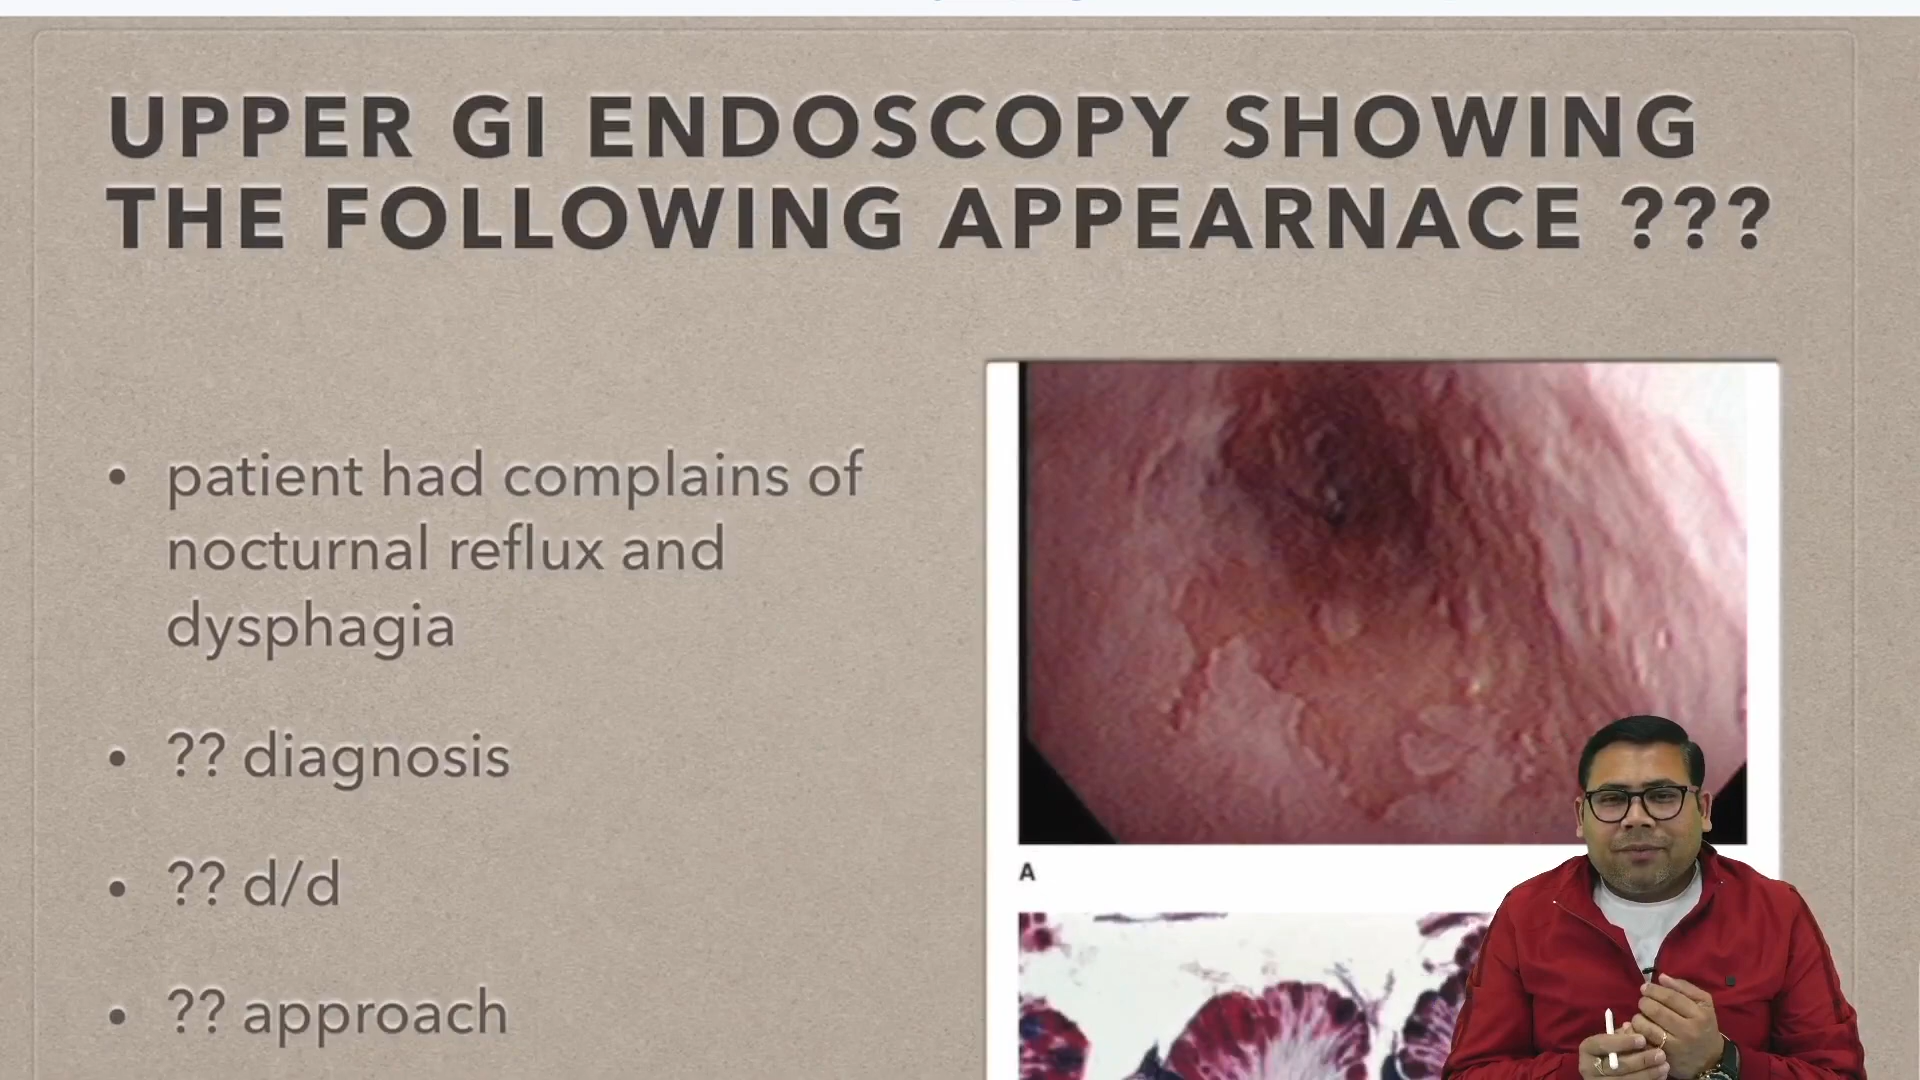 UPPER GI ENDOSCOPY SHOWING
THE FOLLOWING APPEARNACE ???
• patient had complains of
nocturnal reflux and
dysphagia
• ?? diagnosis
• ?? d/d
• ?? approach
A